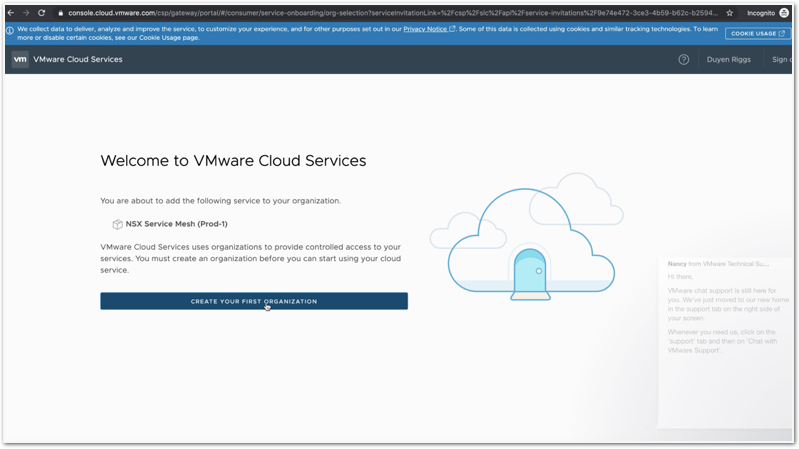 console.cloud.vmware.com/csp/gateway/portal/#/consumer/service-onboarding/org-selection?serviceInvitationLink=%2Fcsp%2Fslc%2Fapi%2Fservice-invitations%2F9e74e472-3ce3-4b59-b62c-b2594... Incognito
We collect data to deliver, analyze and improve the service, to customize your experience, and for other purposes set out in our Privacy Notice. Some of this data is collected using cookies and similar tracking technologies. To learn
more or disable certain cookies, see our Cookie Usage page.
COOKIE USAGE
vm VMware Cloud Services ? Duyen Riggs Sign
Welcome to VMware Cloud Services
You are about to add the following service to your organization.
NSX Service Mesh (Prod-1)
VMware Cloud Services uses organizations to provide controlled access to your
services. You must create an organization before you can start using your cloud
service.
CREATE YOUR FIRST ORGANIZATION
Nancy from VMware Technical Su...
Hi there,
VMware chat support is still here for
you. We've just moved to our new home
in the support tab on the right side of
your screen.
Whenever you need us, click on the
'support' tab and then on 'Chat with
VMware Support'.